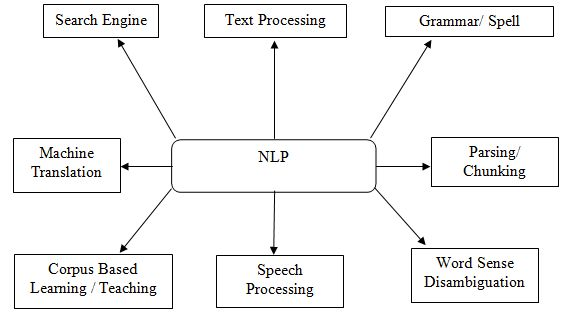 Search Engine
Text Processing
Grammar/ Spell
Machine
Translation
NLP
Parsing/
Chunking
Corpus Based
Learning / Teaching
Speech
Processing
Word Sense
Disambiguation